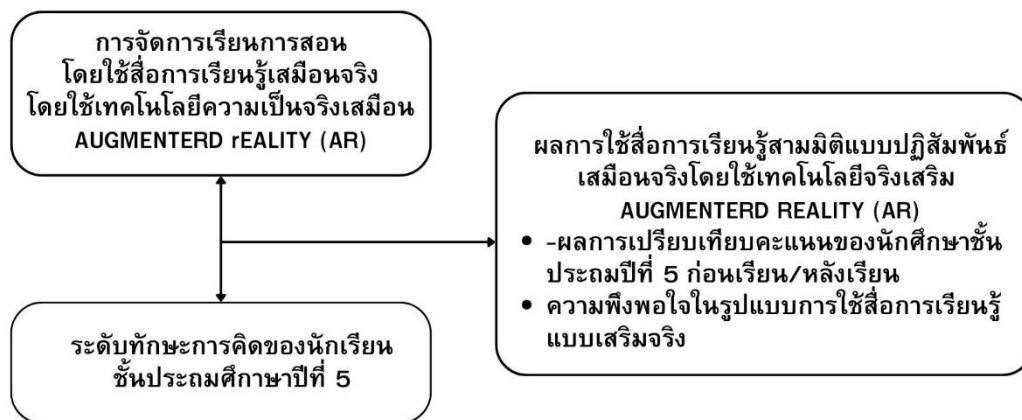 การจัดการเรียนการสอน
โดยใช้สื่อการเรียนรู้เสมือนจริง
โดยใช้เทคโนโลยีความเป็นจริงเสมือน
AUGMENTERD rEALITY (AR)
ผลการใช้สื่อการเรียนรู้สามมิติแบบปฏิสัมพันธ์
เสมือนจริงโดยใช้เทคโนโลยีจริงเสริม
AUGMENTERD REALITY (AR)
• -ผลการเปรียบเทียบคะแนนของนักศึกษาชั้น
ประถมปีที่ 5 ก่อนเรียน/หลังเรียน
• ความพึงพอใจในรูปแบบการใช้สื่อการเรียนรู้
แบบเสริมจริง
ระดับทักษะการคิดของนักเรียน
ชั้นประถมศึกาษาปีที่ 5